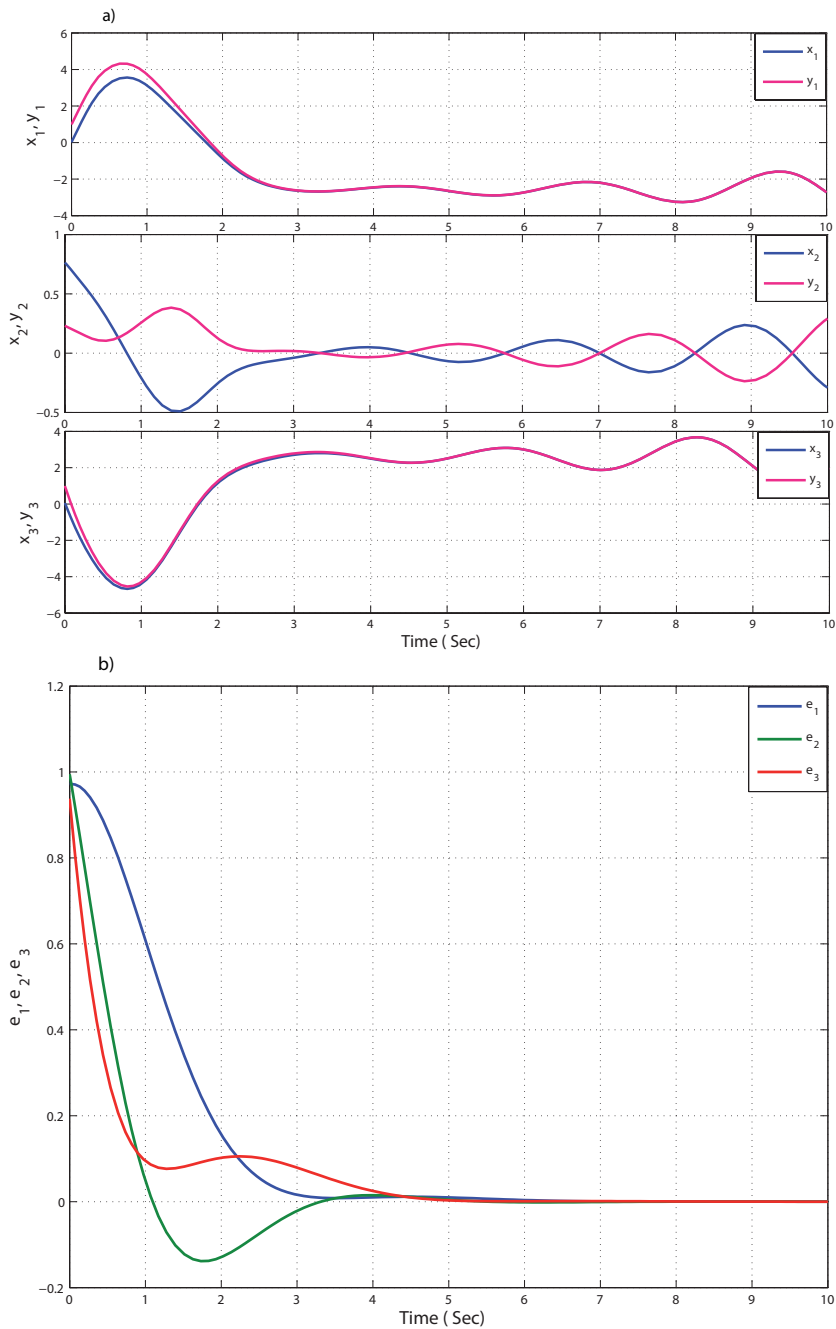 a)
6
4
2
0
−2
−4
x1, y1
x1
y1
0 1 2 3 4 5 6 7 8 9 10
1
0.5
0
−0.5
x2, y2
x2
y2
0 1 2 3 4 5 6 7 8 9 10
4
2
0
−2
−4
−6
x3, y3
x3
y3
0 1 2 3 4 5 6 7 8 9 10
Time ( Sec)
b)
1.2
1
0.8
0.6
0.4
0.2
0
−0.2
e1, e2, e3
e1
e2
e3
0 1 2 3 4 5 6 7 8 9 10
Time ( Sec)